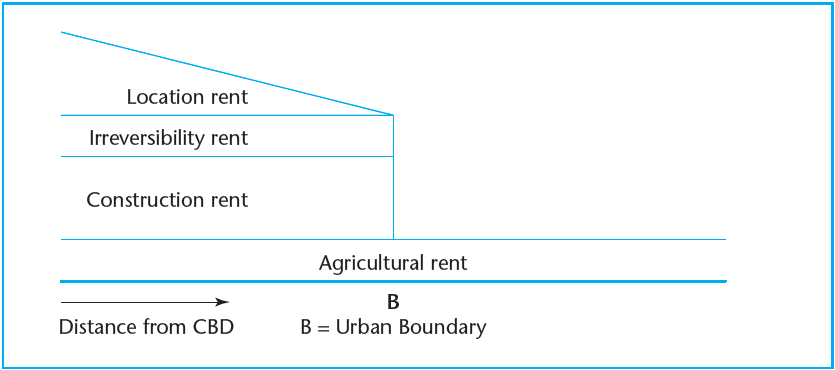 Location rent
Irreversibility rent
Construction rent
Agricultural rent
B
Distance from CBD
B = Urban Boundary